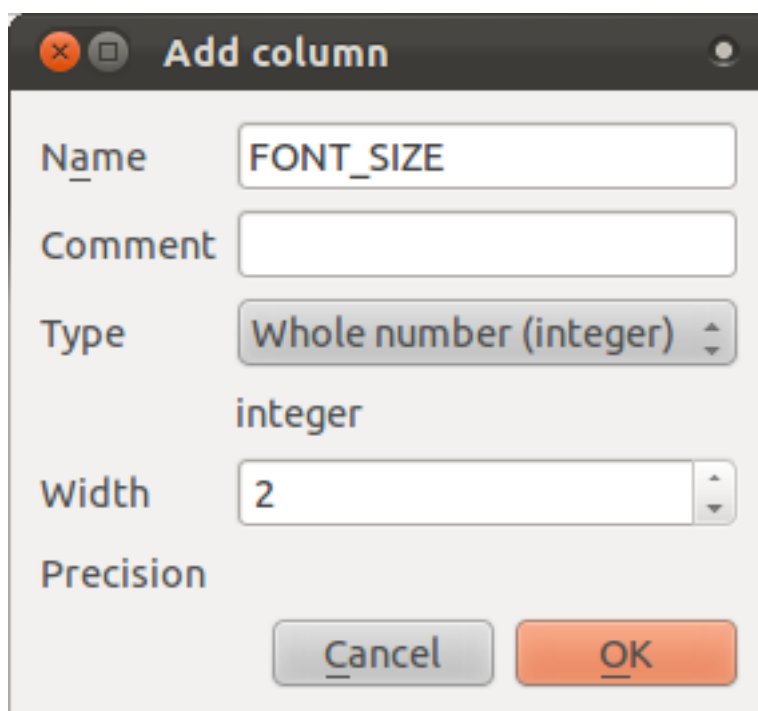 Add column
Name FONT_SIZE
Comment
Type Whole number (integer)
integer
Width 2
Precision
Cancel OK